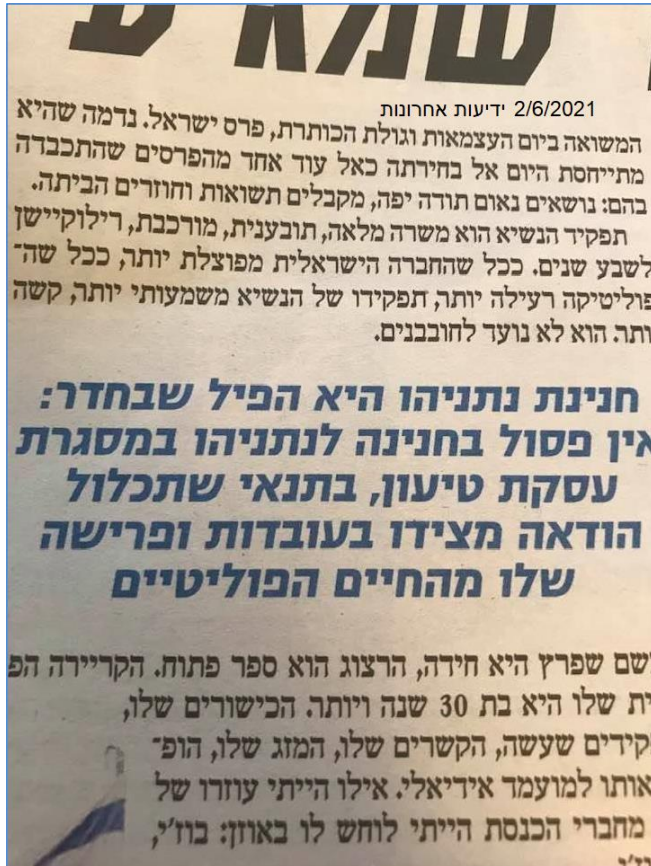 שמאע
2/6/2021 ידיעות אחרונות
המשואה ביום העצמאות וגולת הכותרת, פרס ישראל. נדמה שהיא
מתייחסת היום אל בחירתה כאל עוד אחד מהפרסים שהתכבדה
בהם: נושאים נאום תודה יפה, מקבלים תשואות וחוזרים הביתה.
תפקיד הנשיא הוא משרה מלאה, תובענית, מורכבת, רילוקיישן
לשבע שנים. ככל שהחברה הישראלית מפוצלת יותר, ככל שה־
פוליטיקה רעילה יותר, תפקידו של הנשיא משמעותי יותר, קשה
ותר. הוא לא נועד לחובבנים.
חנינת נתניהו היא הפיל שבחדר:
אין פסול בחנינה לנתניהו במסגרת
עסקת טיעון, בתנאי שתכלול
הודאה מצידו בעובדות ופרישה
שלו מהחיים הפוליטיים
שם שפרץ היא חידה, הרצוג הוא ספר פתוח. הקריירה הפ
ית שלו היא בת 30 שנה ויותר. הכישורים שלו,
קידים שעשה, הקשרים שלו, המזג שלו, הופ־
אותו למועמד אידיאלי. אילו הייתי עוזרו של
מחברי הכנסת הייתי לוחש לו באוזן: בוז'י,